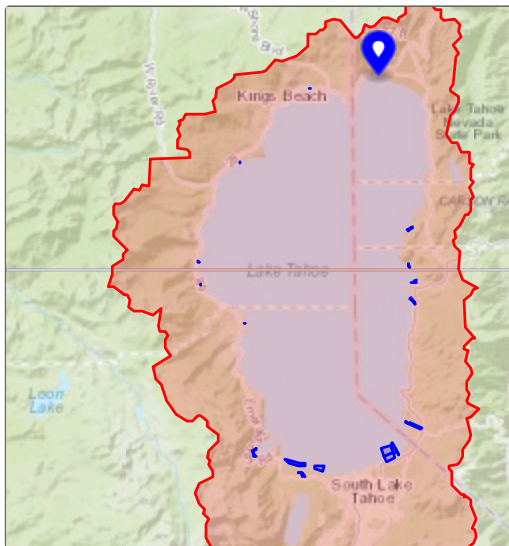 Kings Beach
Lake Tahoe
Nevada
State Park
CARSON RA
Lake Tahoe
Loon
Lake
South Lake
Tahoe